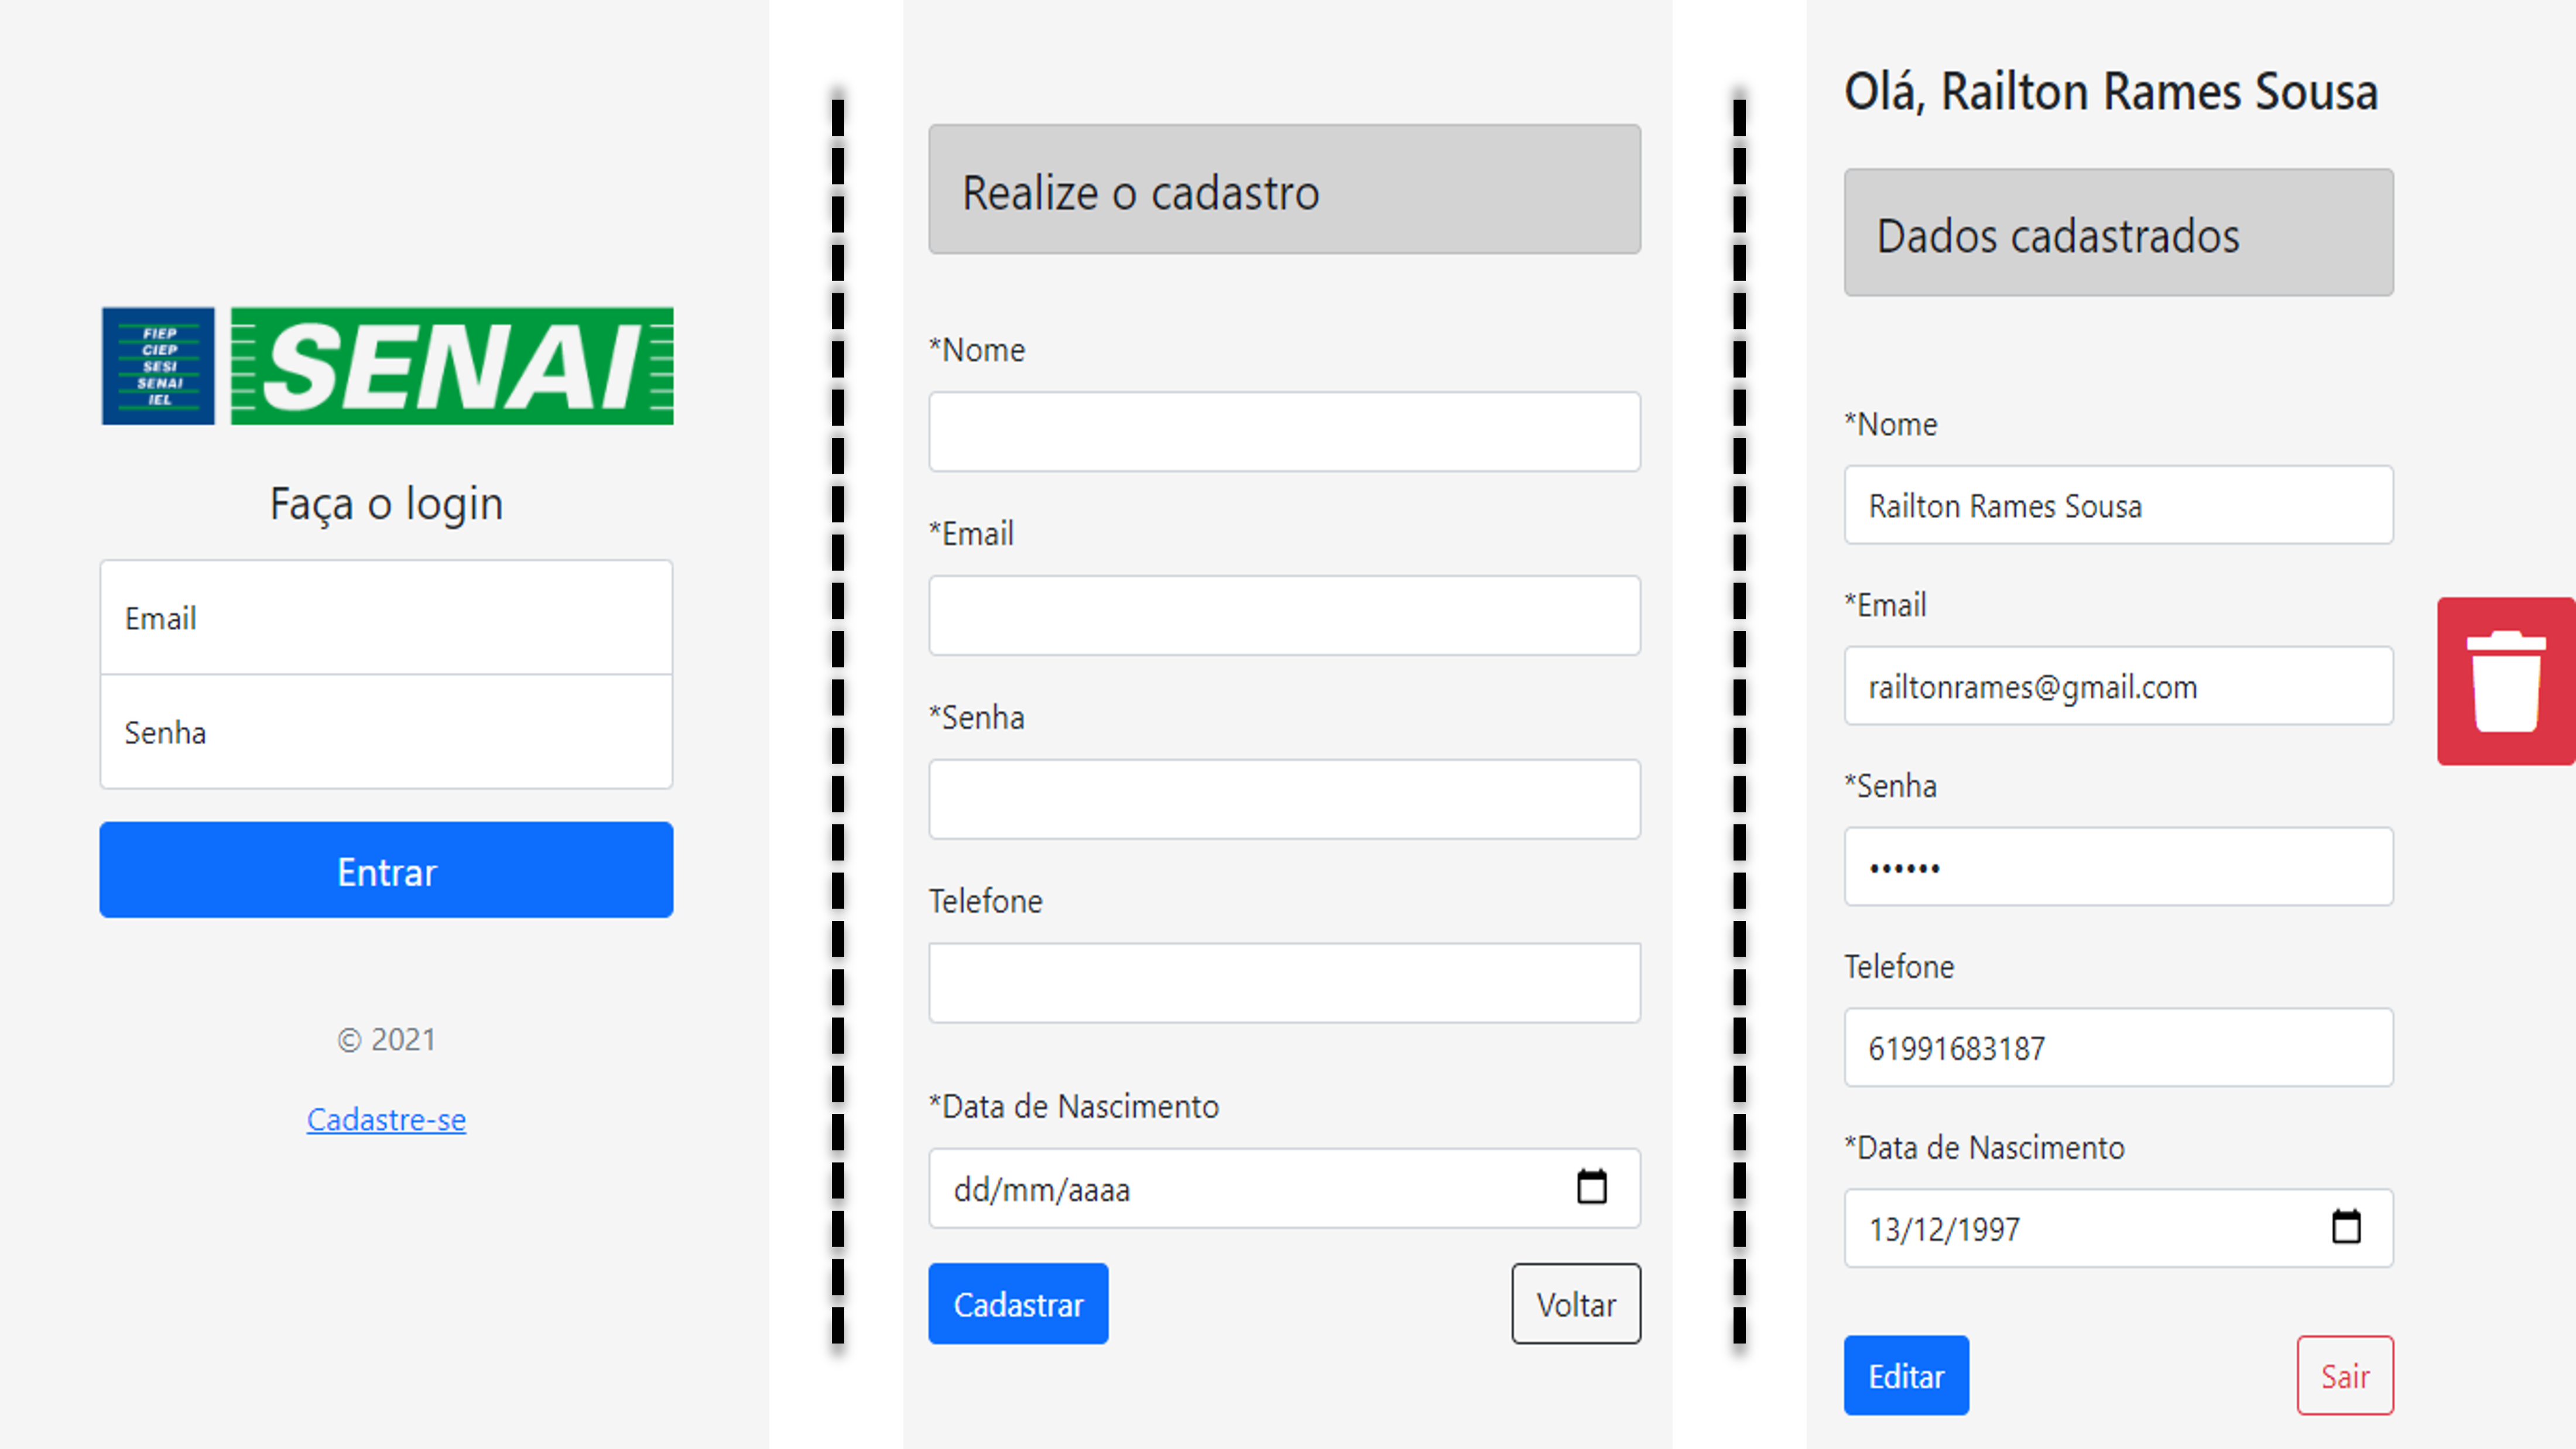 FIEP
CIEP
SESI
SENAI
IEL
SENAI
Faça o login
Email
Senha
Entrar
© 2021
Cadastre-se
Realize o cadastro
*Nome
*Email
*Senha
Telefone
*Data de Nascimento
dd/mm/aaaa
Cadastrar
Voltar
Olá, Railton Rames Sousa
Dados cadastrados
*Nome
Railton Rames Sousa
*Email
railtonrames@gmail.com
*Senha
••••••
Telefone
61991683187
*Data de Nascimento
13/12/1997
Editar
Sair